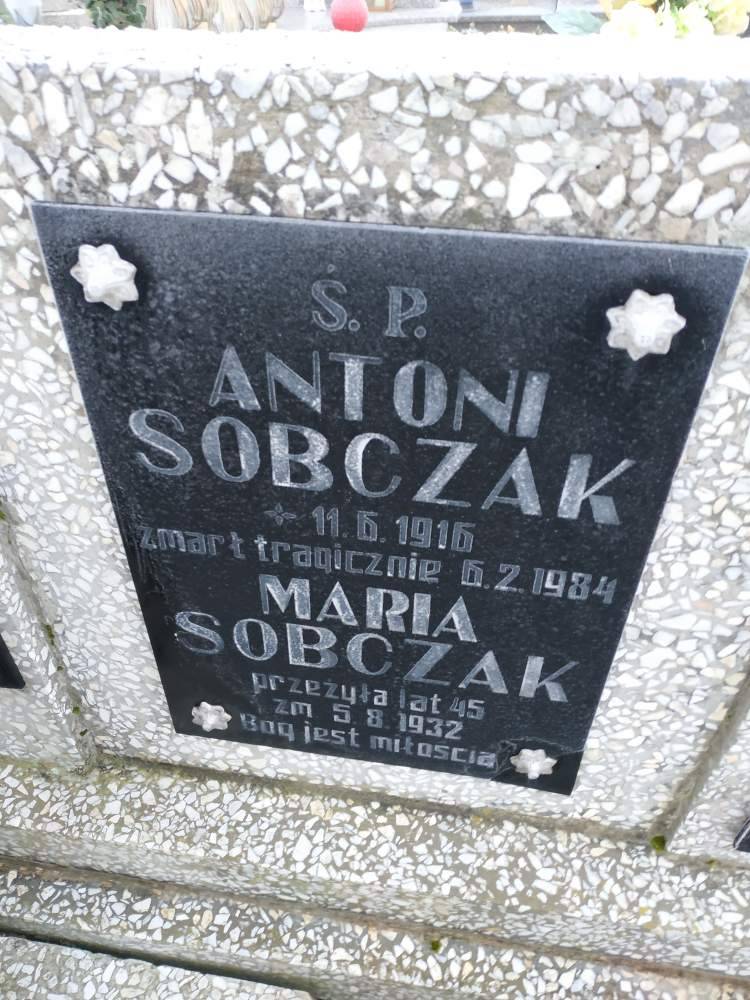 Ś. P.
ANTONI
SOBCZAK
+ 11.6.1916
zmarł tragicznie 6.2.1984
MARIA
SOBCZAK
przeżyła lat 45
zm 5.8.1932
Bóg jest miłością